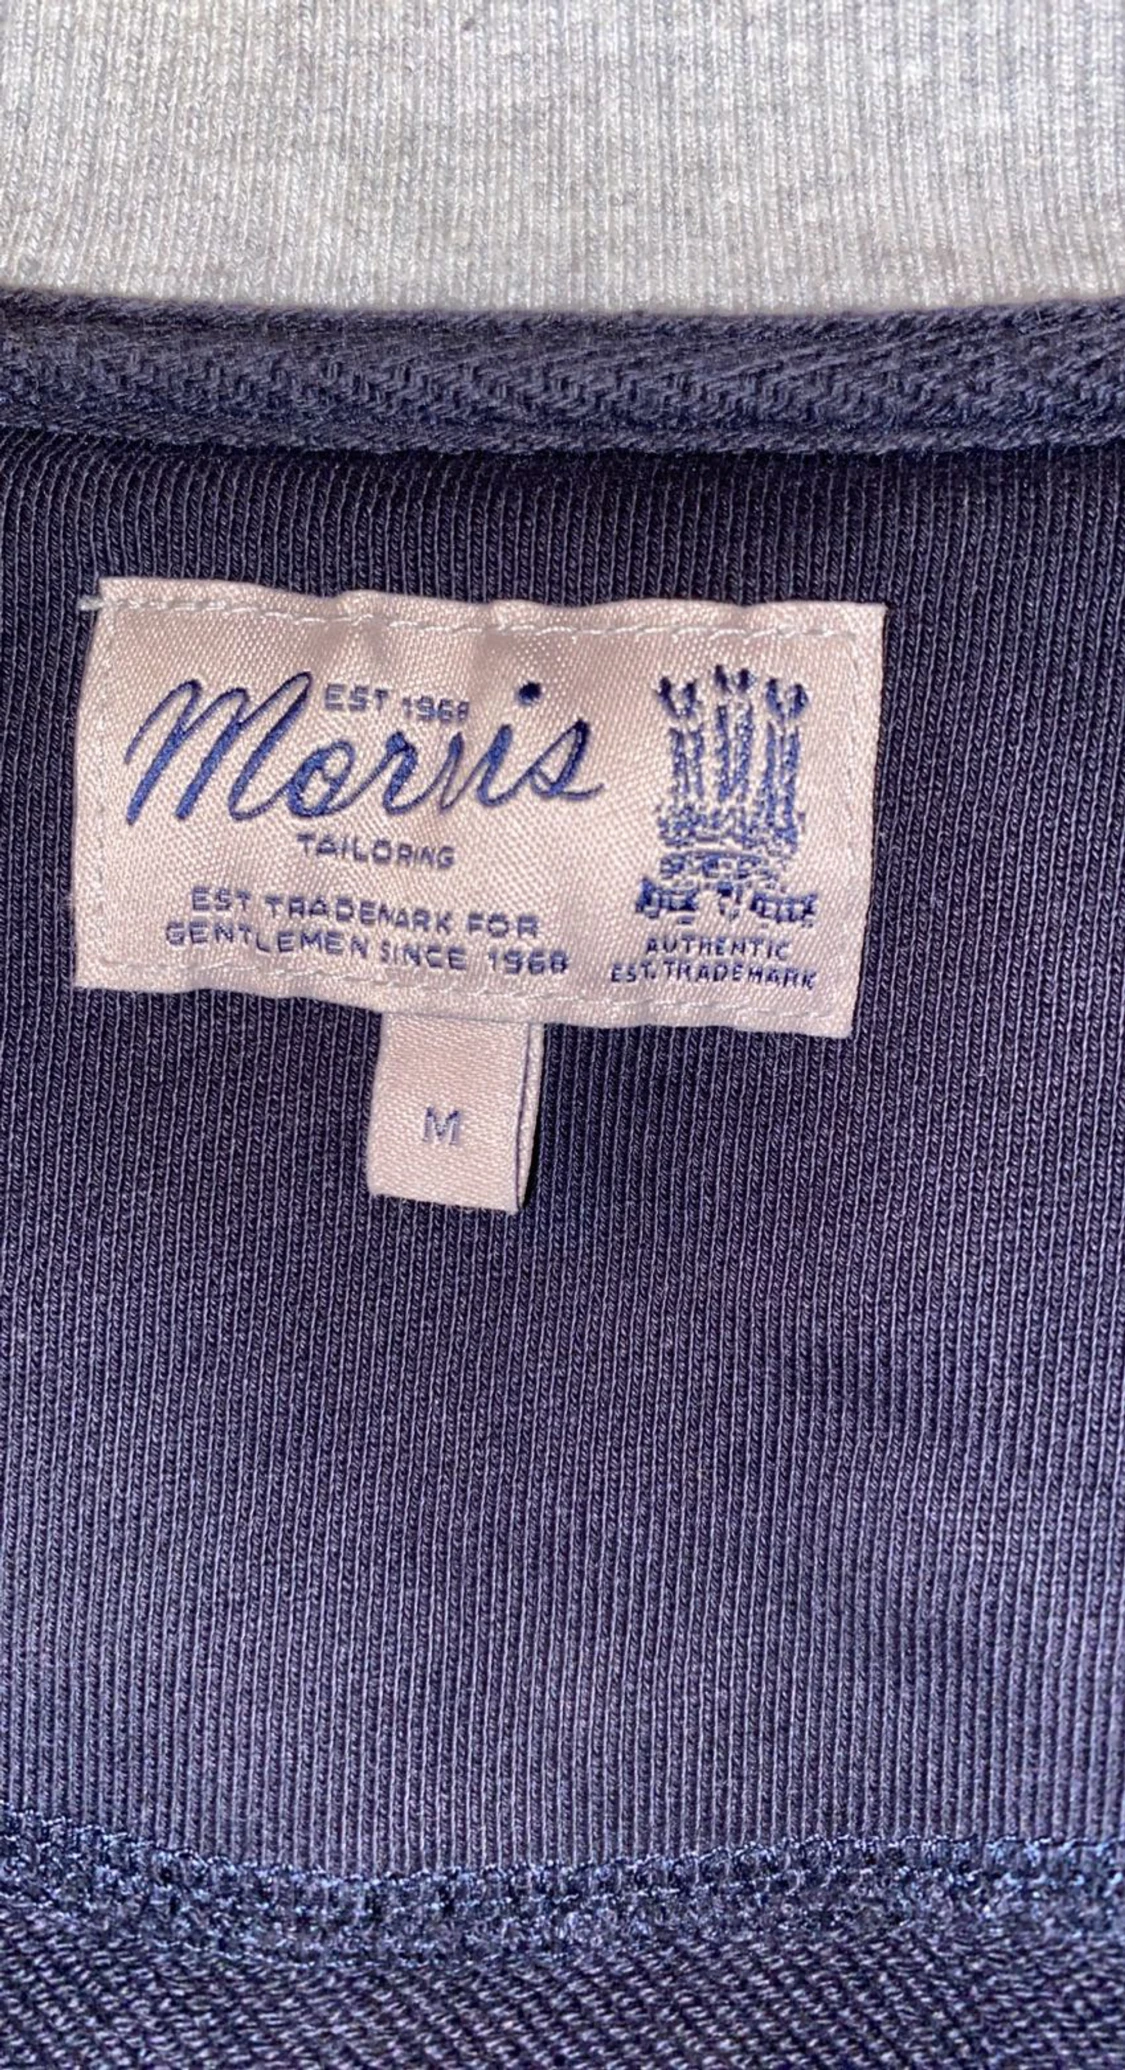 EST 1968
Morris
TAILORING
EST TRADEMARK FOR
GENTLEMEN SINCE 1968
AUTHENTIC
EST. TRADEMARK
M